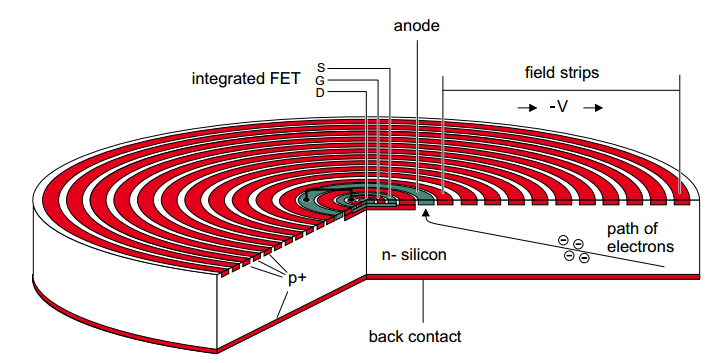 anode
integrated FET
S
G
D
field strips
-V
path of
electrons
n- silicon
p+
back contact